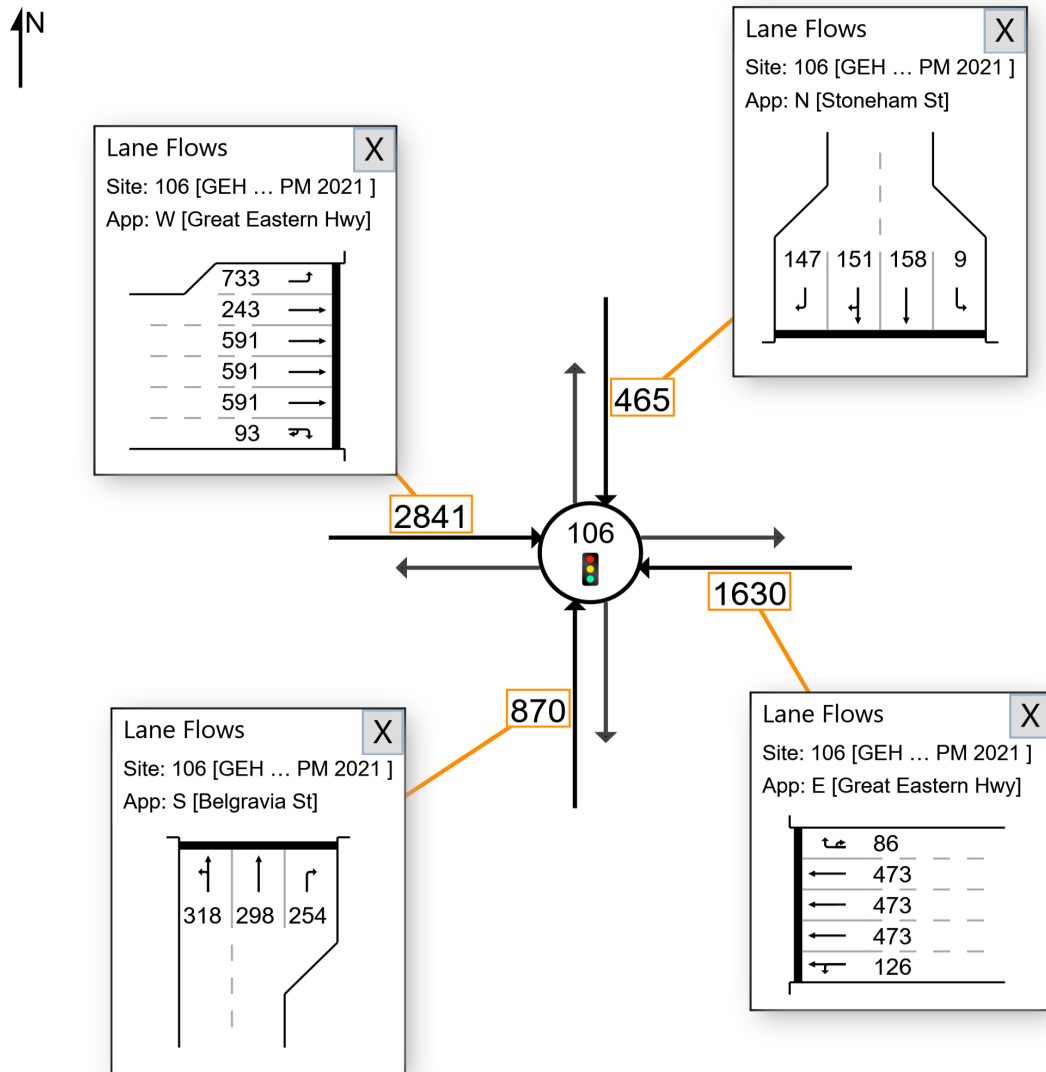 N
Lane Flows X
Site: 106 [GEH ... PM 2021 ]
App: N [Stoneham St]
147 151 158 9
Lane Flows X
Site: 106 [GEH ... PM 2021 ]
App: W [Great Eastern Hwy]
733
243
591
591
591
93
465
2841
106
1630
870
Lane Flows X
Site: 106 [GEH ... PM 2021 ]
App: S [Belgravia St]
318 298 254
Lane Flows X
Site: 106 [GEH ... PM 2021 ]
App: E [Great Eastern Hwy]
86
473
473
473
126